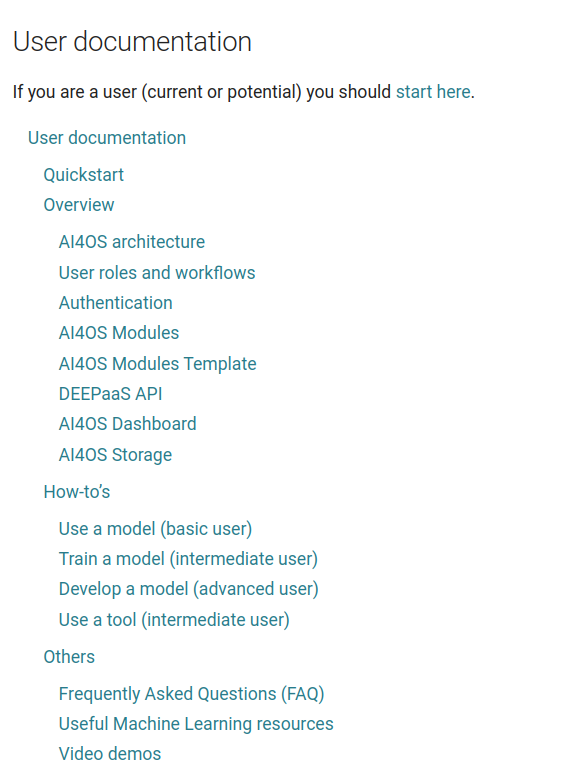 User documentation
If you are a user (current or potential) you should start here.
User documentation
Quickstart
Overview
AI4OS architecture
User roles and workflows
Authentication
AI4OS Modules
AI4OS Modules Template
DEEPaaS API
AI4OS Dashboard
AI4OS Storage
How-to’s
Use a model (basic user)
Train a model (intermediate user)
Develop a model (advanced user)
Use a tool (intermediate user)
Others
Frequently Asked Questions (FAQ)
Useful Machine Learning resources
Video demos